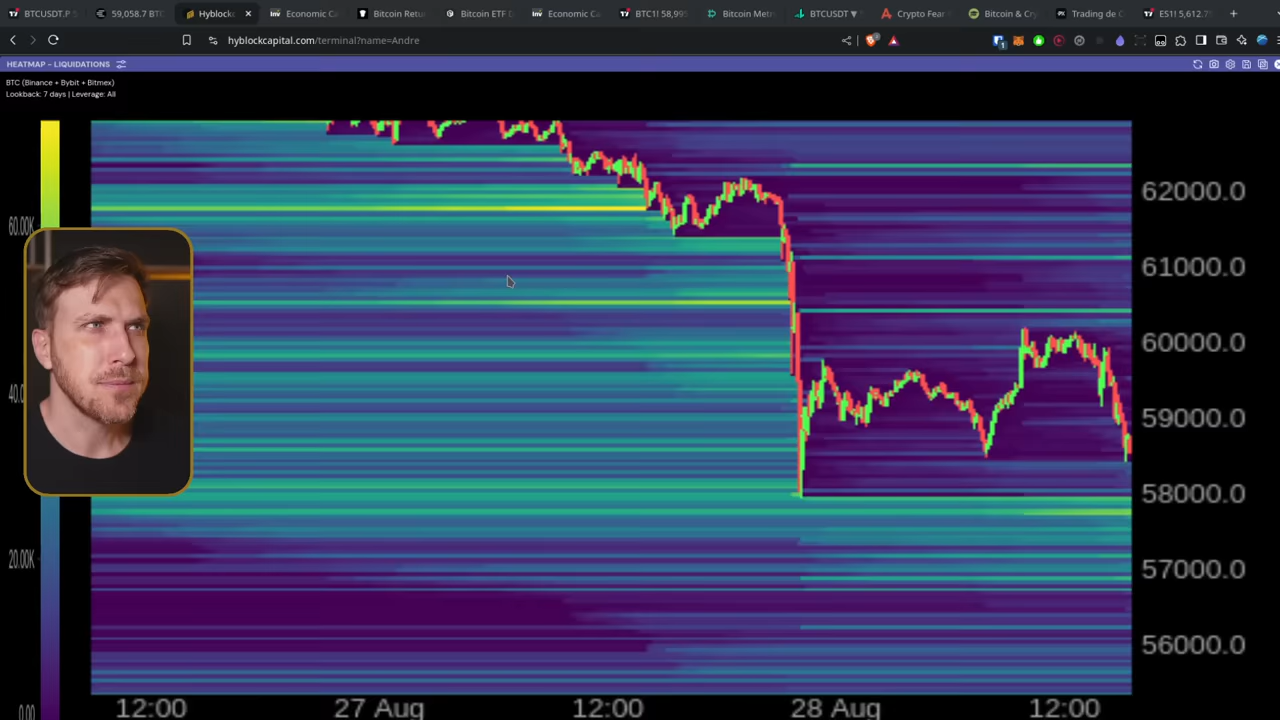 BTCUSDT.P 5
59,058.7 BTC
Hyblock
Economic Ca
Bitcoin Retu
Bitcoin ETF D
Economic Ca
BTC1! 58,995
Bitcoin Metr
BTCUSDT ▼
Crypto Fear
Bitcoin & Cry
Trading de C
ES1! 5,612.75
hyblockcapital.com/terminal?name=Andre
HEATMAP - LIQUIDATIONS
BTC (Binance + Bybit + Bitmex)
Lookback: 7 days | Leverage: All
62000.0
60.00K
61000.0
60000.0
40.0
59000.0
58000.0
20.00K
57000.0
56000.0
0.00
12:00
27 Aug
12:00
28 Aug
12:00